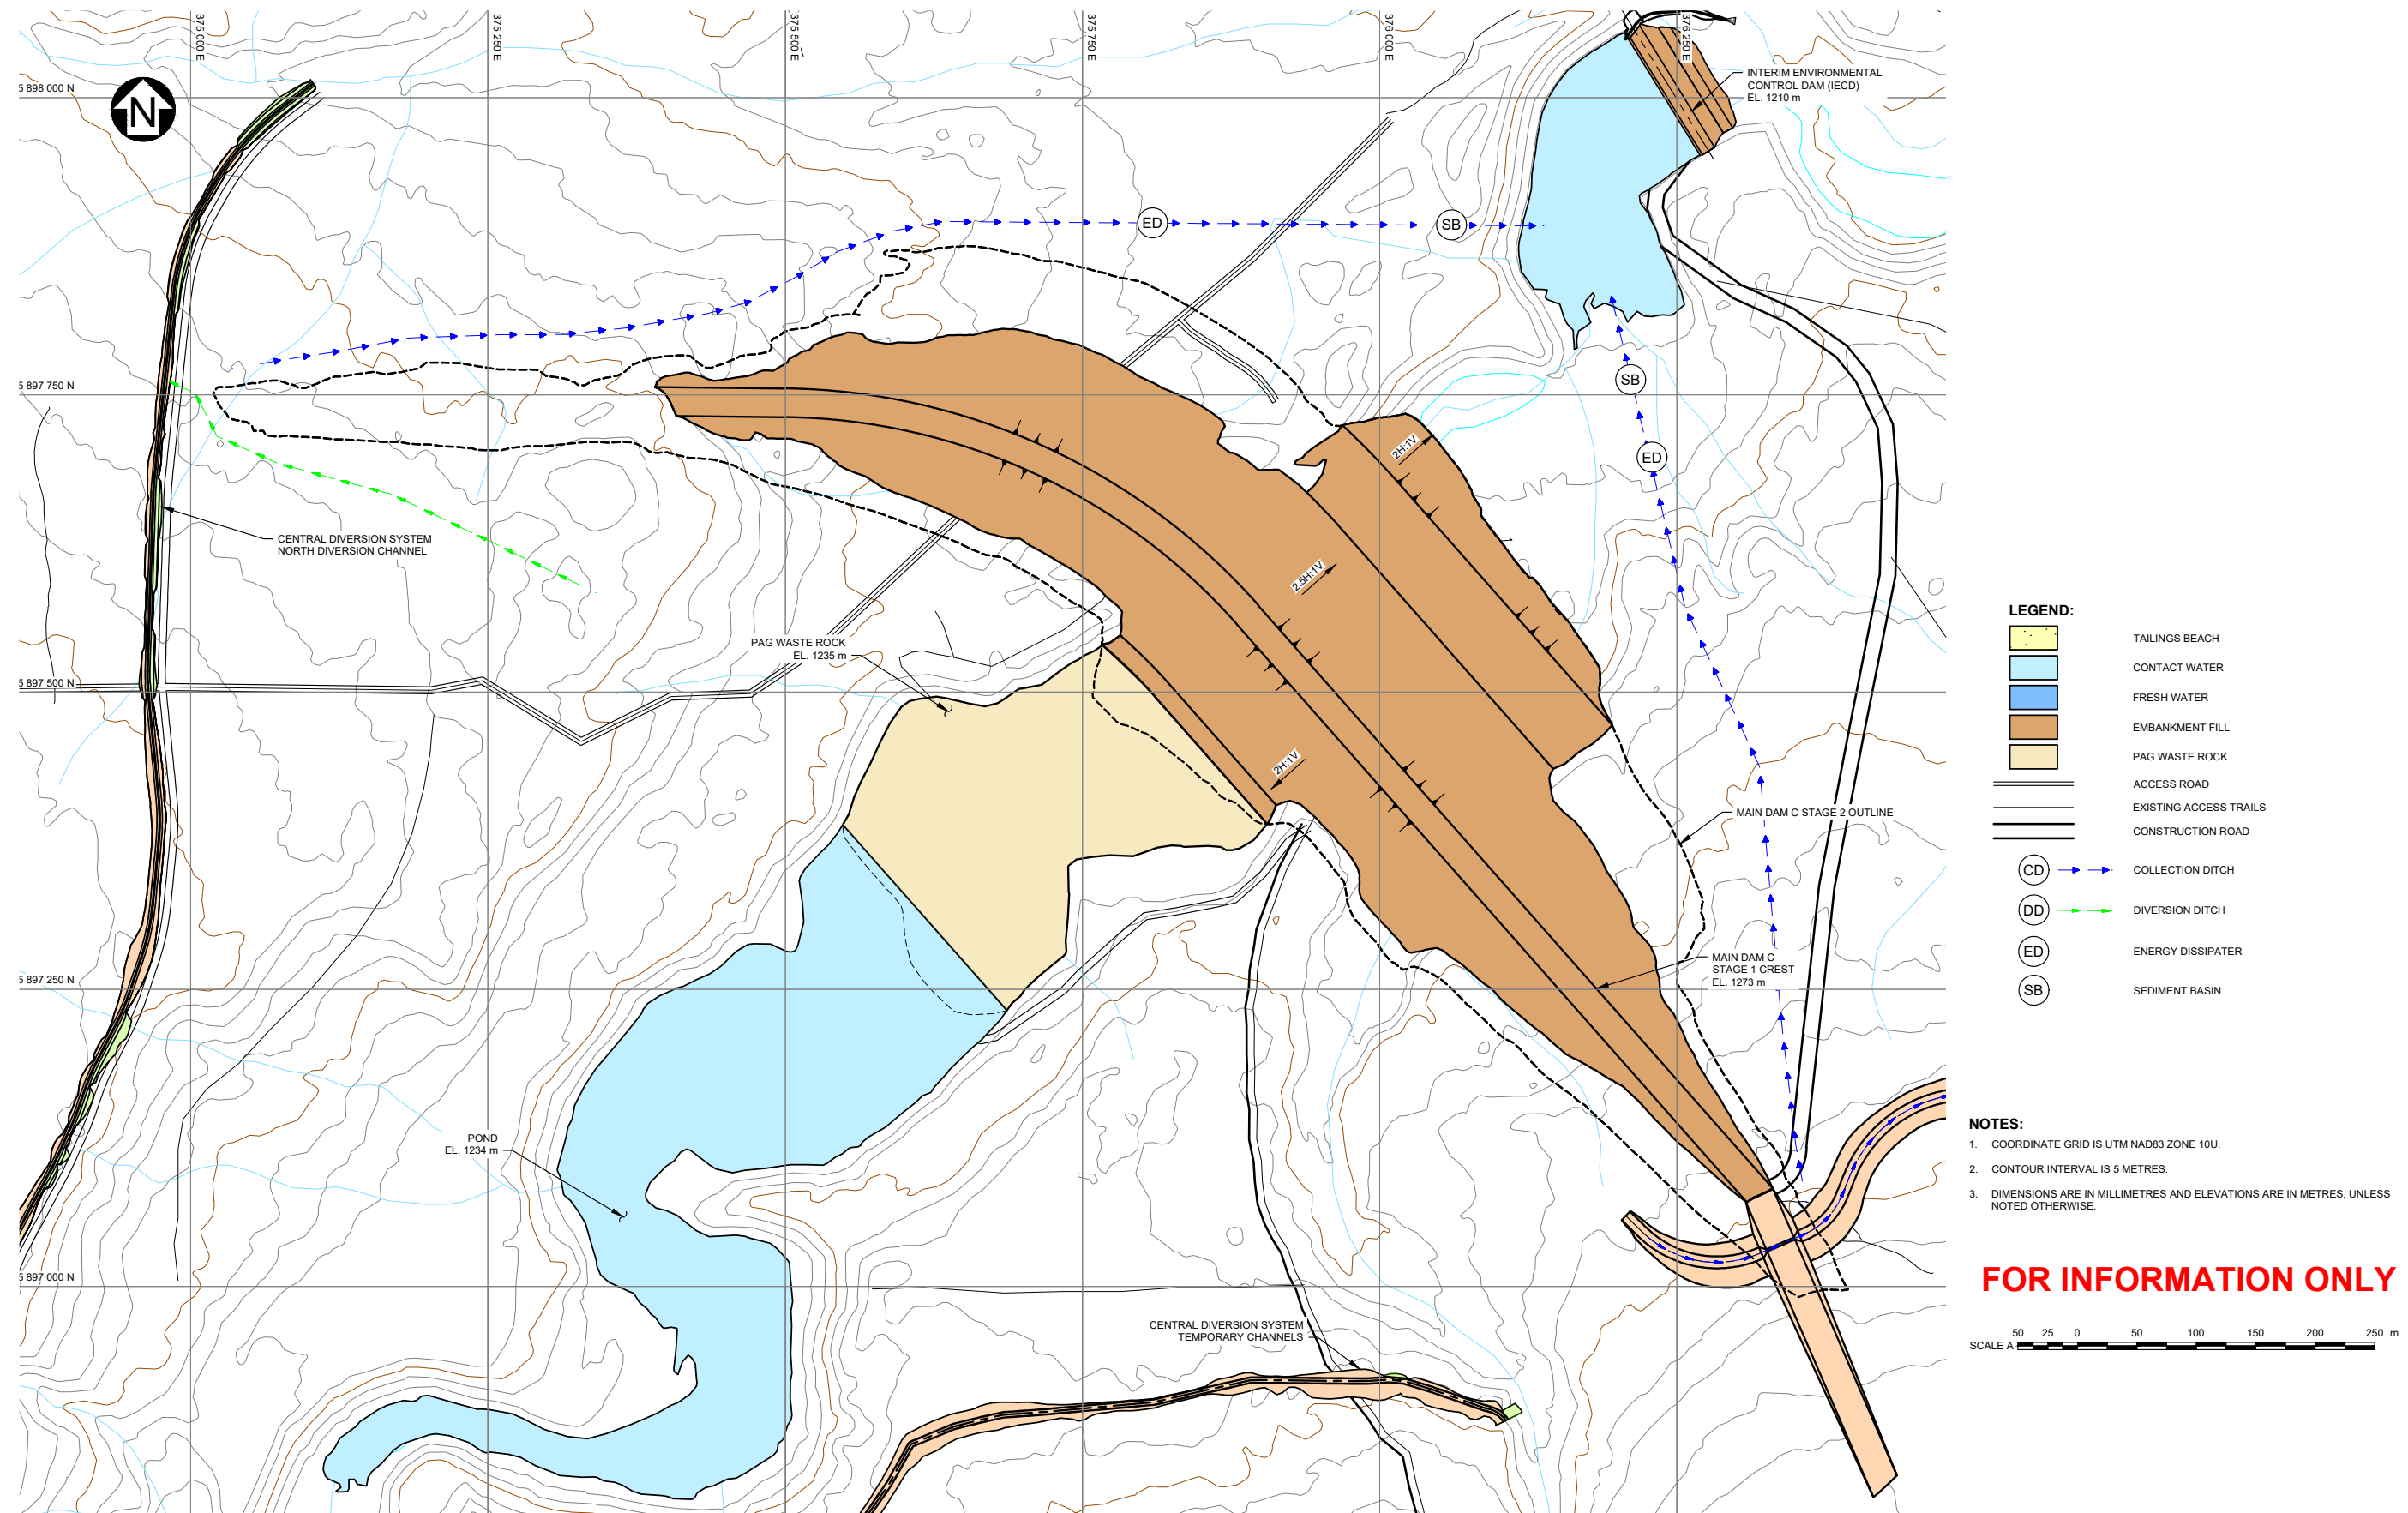 375 000 E
375 250 E
375 500 E
375 750 E
376 000 E
376 250 E
5 898 000 N
N
INTERIM ENVIRONMENTAL
CONTROL DAM (IECD)
EL. 1210 m
ED
SB
SB
5 897 750 N
2H:1V
ED
CENTRAL DIVERSION SYSTEM
NORTH DIVERSION CHANNEL
2.5H:1V
PAG WASTE ROCK
EL. 1235 m
5 897 500 N
2H:1V
MAIN DAM C STAGE 2 OUTLINE
MAIN DAM C
STAGE 1 CREST
EL. 1273 m
5 897 250 N
POND
EL. 1234 m
5 897 000 N
CENTRAL DIVERSION SYSTEM
TEMPORARY CHANNELS
LEGEND:
TAILINGS BEACH
CONTACT WATER
FRESH WATER
EMBANKMENT FILL
PAG WASTE ROCK
ACCESS ROAD
EXISTING ACCESS TRAILS
CONSTRUCTION ROAD
CD COLLECTION DITCH
DD DIVERSION DITCH
ED ENERGY DISSIPATER
SB SEDIMENT BASIN
NOTES:
1. COORDINATE GRID IS UTM NAD83 ZONE 10U.
2. CONTOUR INTERVAL IS 5 METRES.
3. DIMENSIONS ARE IN MILLIMETRES AND ELEVATIONS ARE IN METRES, UNLESS
NOTED OTHERWISE.
FOR INFORMATION ONLY
50 25 0 50 100 150 200 250 m
SCALE A